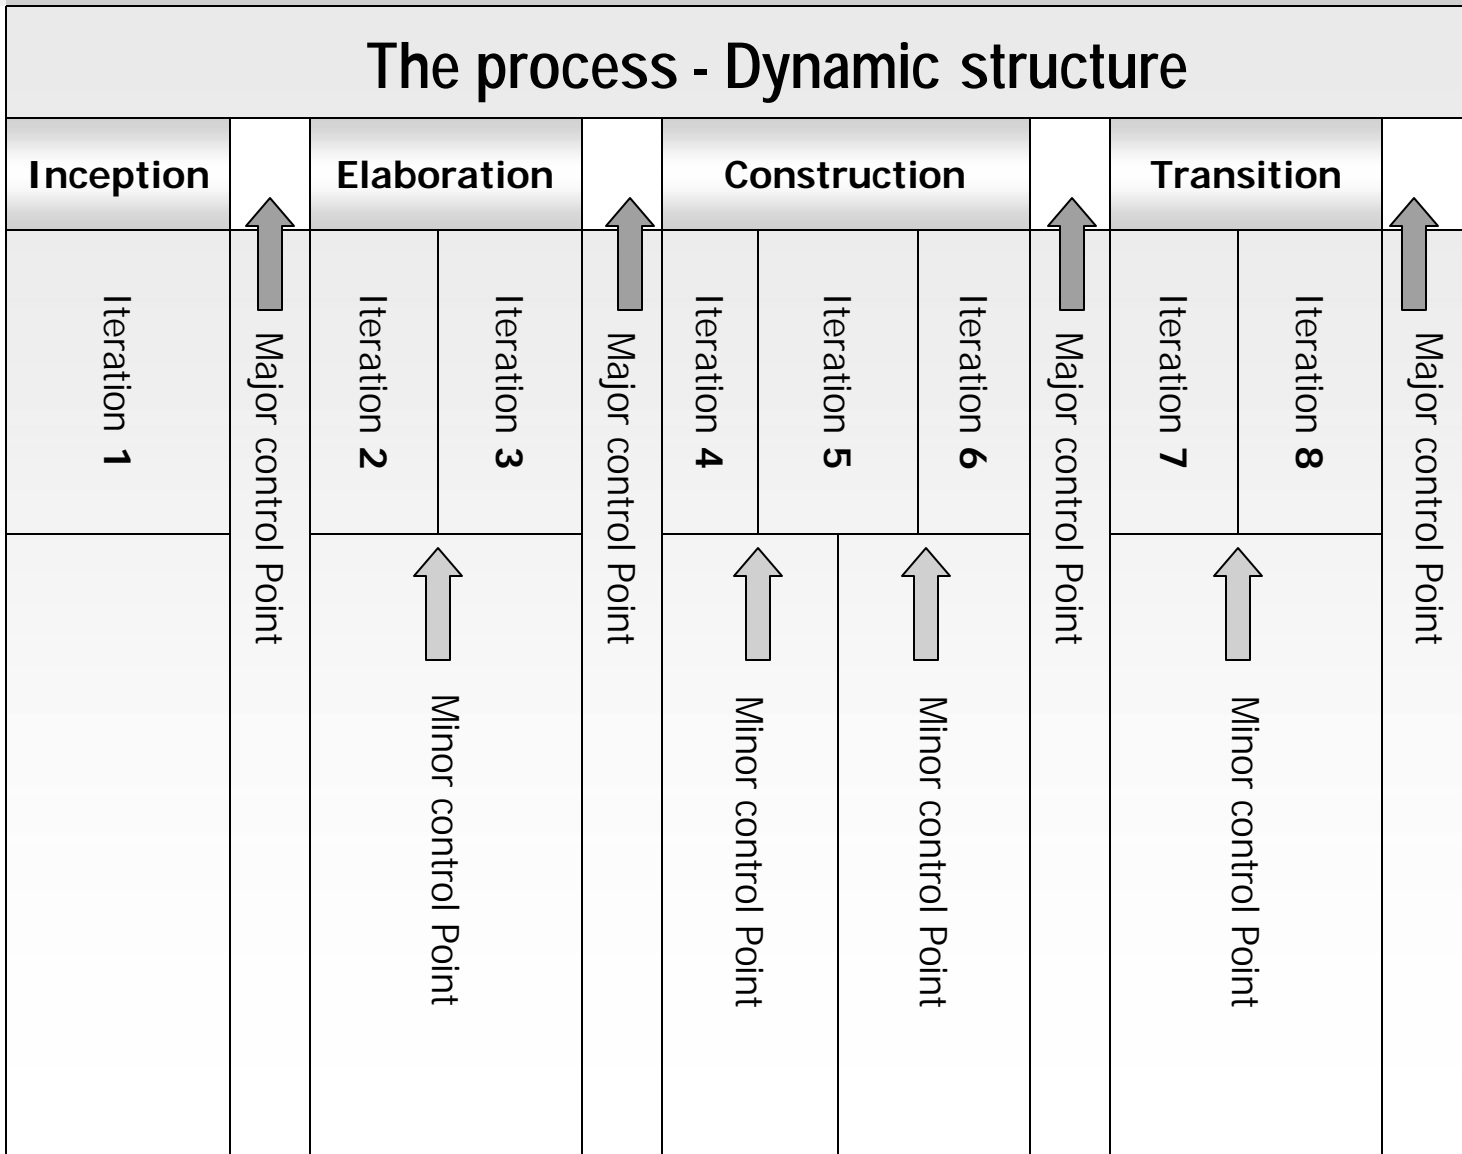 The process - Dynamic structure
Inception
Elaboration
Construction
Transition
Iteration 1
Major control Point
Iteration 2
Iteration 3
Major control Point
Iteration 4
Iteration 5
Iteration 6
Major control Point
Iteration 7
Iteration 8
Major control Point
Minor control Point
Minor control Point
Minor control Point
Minor control Point